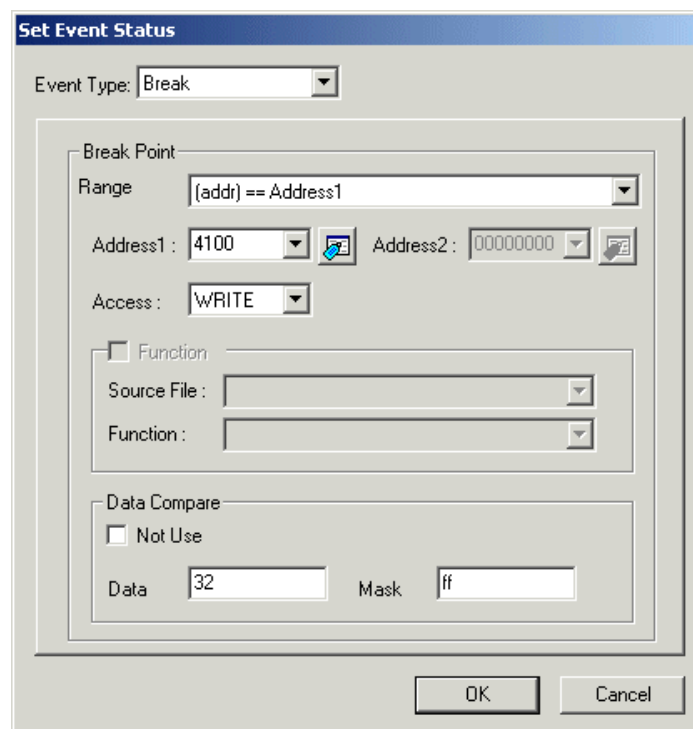 Set Event Status
Event Type: Break
Break Point
Range (addr) == Address1
Address1 : 4100 Address2 : 00000000
Access : WRITE
Function
Source File :
Function :
Data Compare
Not Use
Data 32 Mask ff
OK Cancel